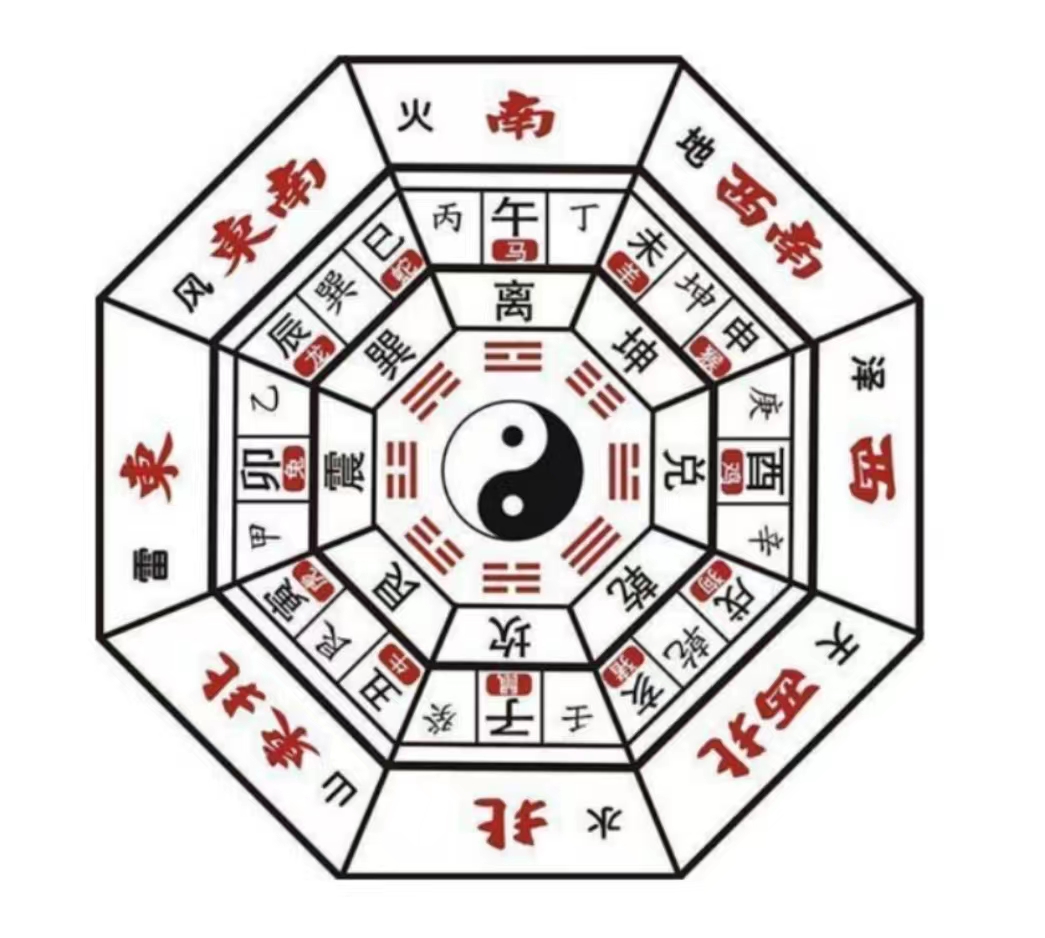 火 南
地 西南
泽 西
天 西北
水 北
山 东北
雷 東
风 東南
丙 午 马 丁
未 羊 坤 申 猴
庚 酉 鸡 辛
戌 狗 乾 亥 猪
壬 子 鼠 癸
丑 牛 艮 寅 虎
甲 卯 兔 乙
辰 龙 巽 巳 蛇
离
坤
兑
乾
坎
艮
震
巽